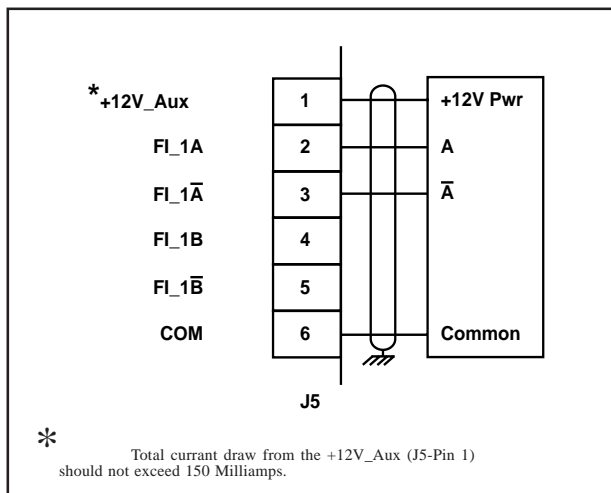 *+12V_Aux 1 +12V Pwr
FI_1A 2 A
FI_1A̅ 3 A̅
FI_1B 4
FI_1B̅ 5
COM 6 Common
J5
* Total currant draw from the +12V_Aux (J5-Pin 1)
should not exceed 150 Milliamps.